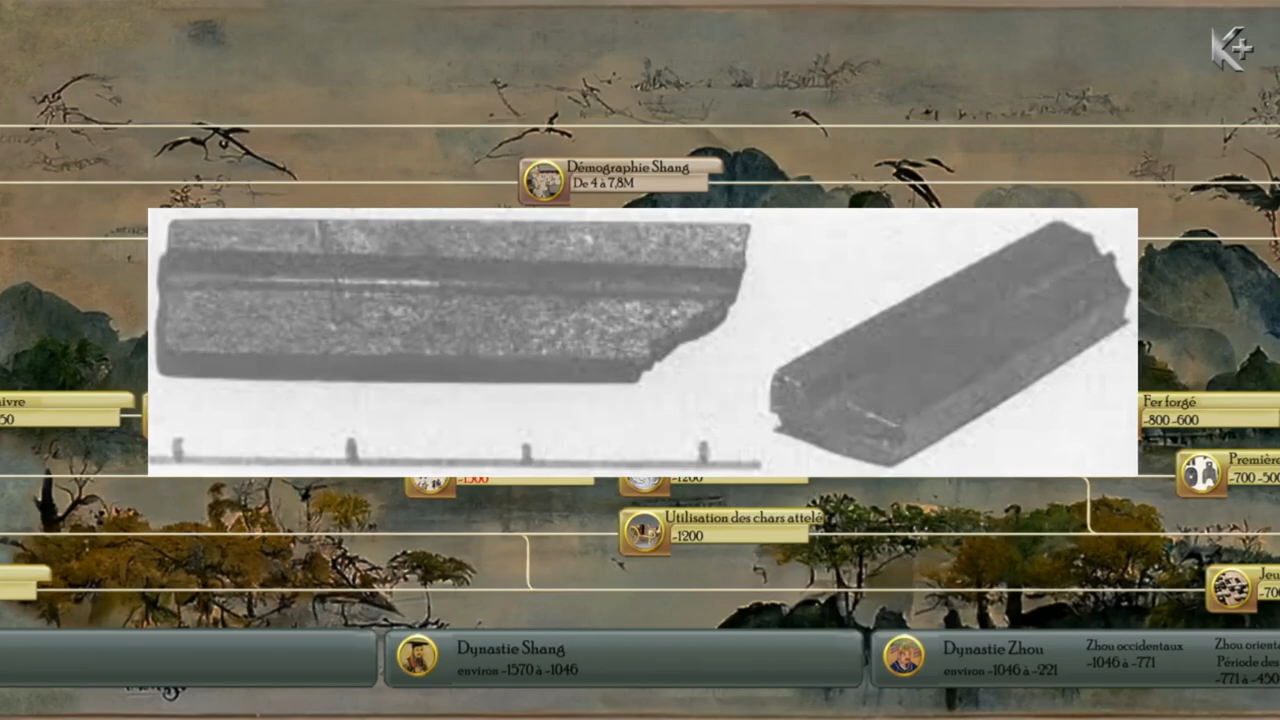 K+
Démographie Shang
De 4 à 7,8M
Fer forgé
-800 -600
Première
-700 -500
-1300
-1200
Utilisation des chars attelé
-1200
Dynastie Shang
environ -1570 à -1046
Dynastie Zhou
environ -1046 à -221
Zhou occidentaux
-1046 à -771
Zhou orient
Période des
-771 à -450